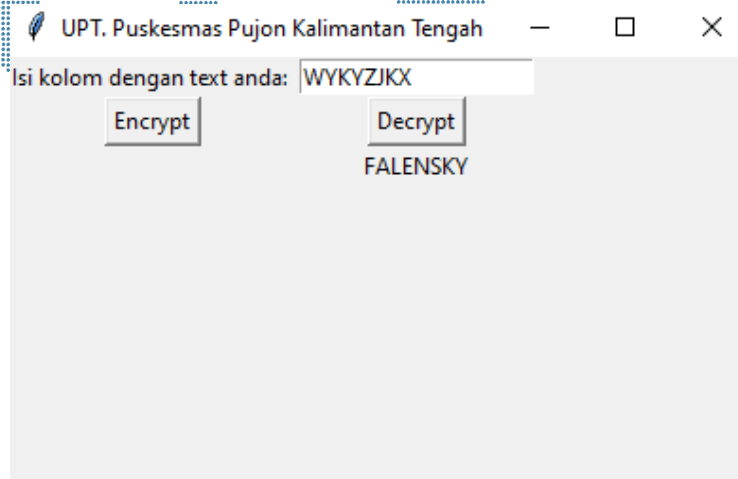 UPT. Puskesmas Pujon Kalimantan Tengah
Isi kolom dengan text anda: WYKYZJKX
Encrypt Decrypt
FALENSKY